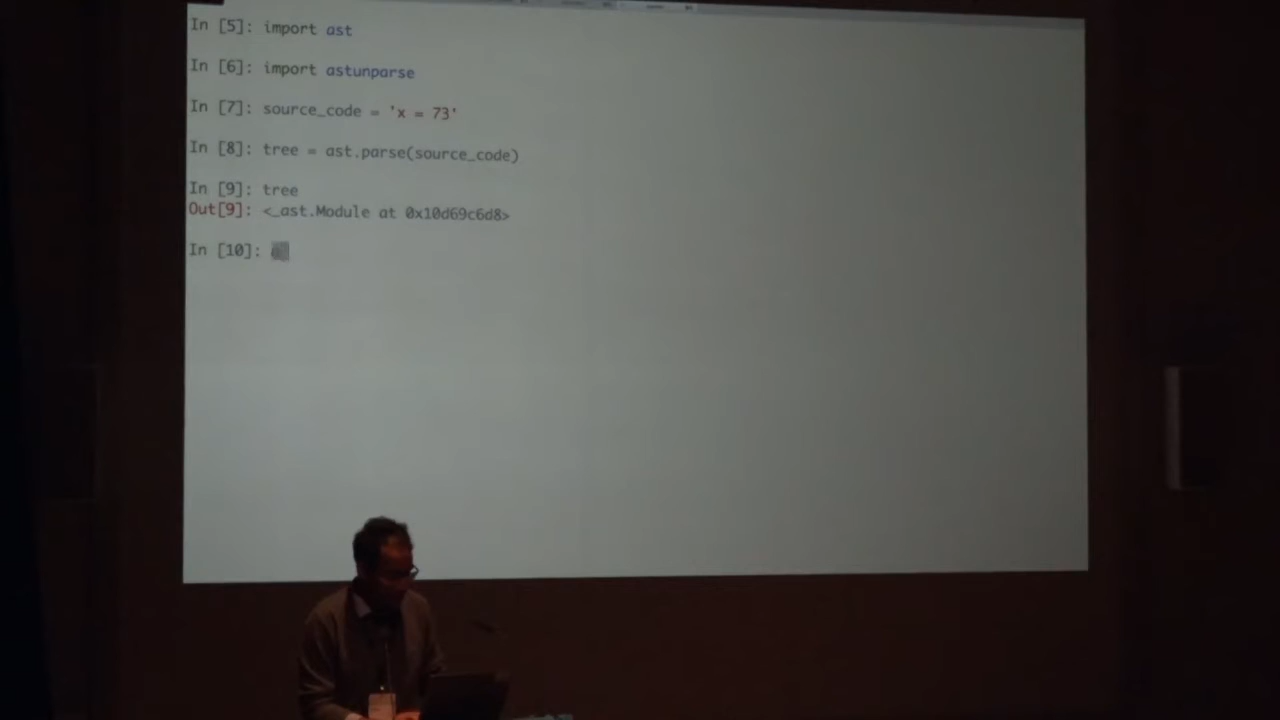 In [5]: import ast
In [6]: import astunparse
In [7]: source_code = 'x = 73'
In [8]: tree = ast.parse(source_code)
In [9]: tree
Out[9]: <_ast.Module at 0x10d69c6d8>
In [10]: